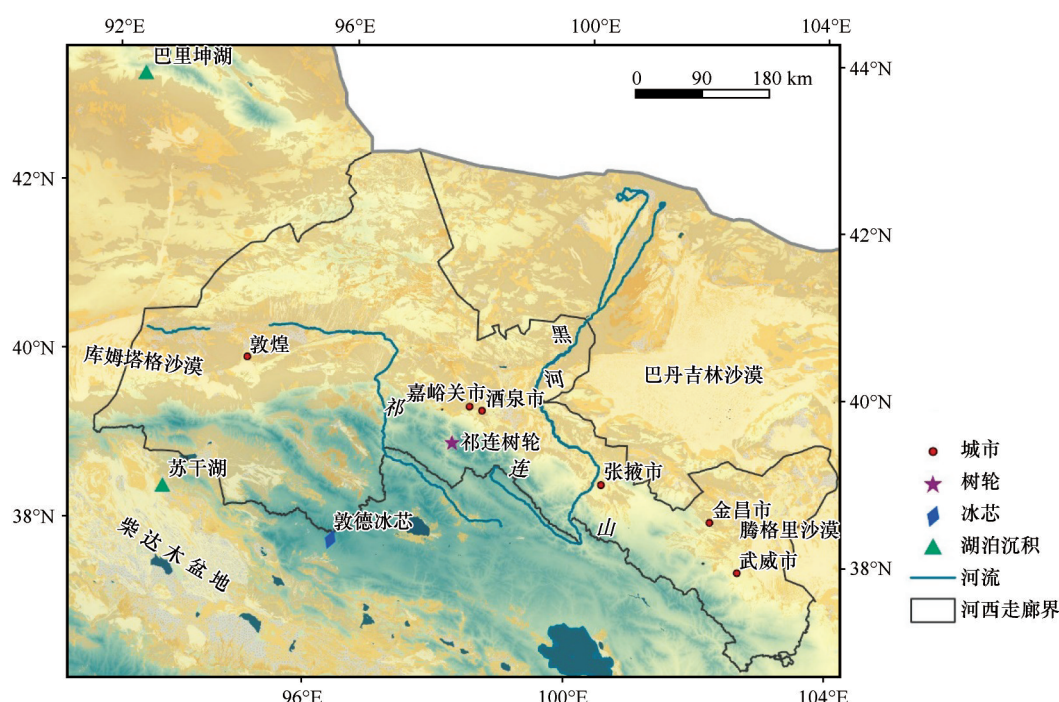 92°E 96°E 100°E 104°E
巴里坤湖
0 90 180 km
44°N
42°N
42°N
黑
河
40°N
敦煌
库姆塔格沙漠
巴丹吉林沙漠
嘉峪关市 酒泉市
40°N
祁
祁连树轮
连
苏干湖
张掖市
38°N
敦德冰芯
山
金昌市
腾格里沙漠
柴达木盆地
武威市
38°N
96°E 100°E 104°E
城市
树轮
冰芯
湖泊沉积
河流
河西走廊界